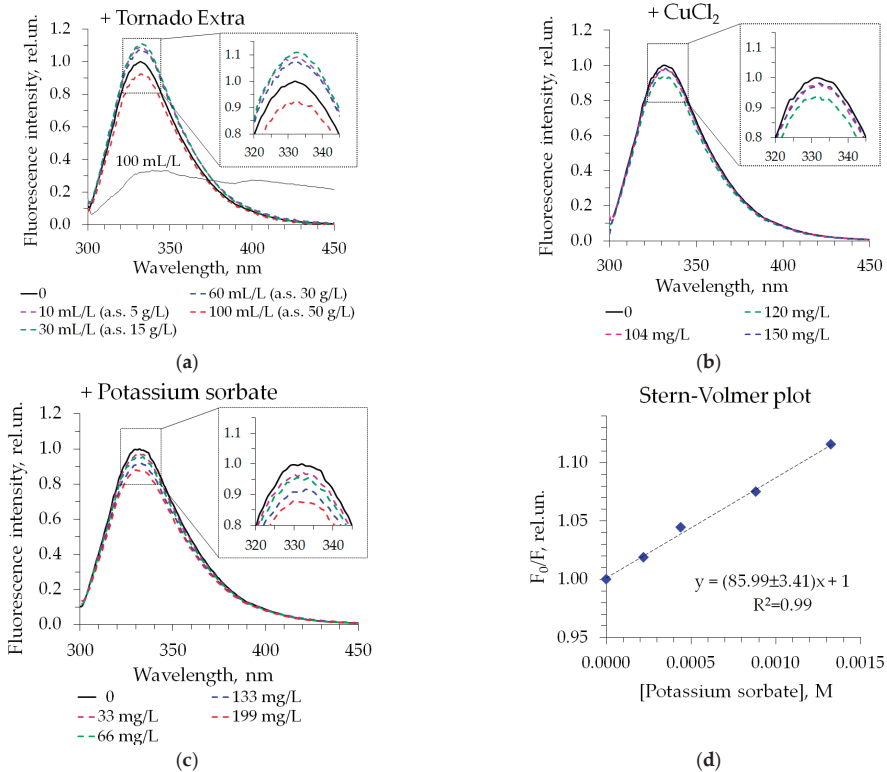 + Tornado Extra
Fluorescence intensity, rel.un.
1.2
1.0
0.8
0.6
0.4
0.2
0.0
100 mL/L
1.1
1.0
0.9
0.8
320 330 340
300 350 400 450
Wavelength, nm
0
60 mL/L (a.s. 30 g/L)
10 mL/L (a.s. 5 g/L)
100 mL/L (a.s. 50 g/L)
30 mL/L (a.s. 15 g/L)
(a)
+ CuCl₂
Fluorescence intensity, rel.un.
1.2
1.0
0.8
0.6
0.4
0.2
0.0
1.1
1.0
0.9
0.8
320 330 340
300 350 400 450
Wavelength, nm
0
120 mg/L
104 mg/L
150 mg/L
(b)
+ Potassium sorbate
Fluorescence intensity, rel.un.
1.2
1.0
0.8
0.6
0.4
0.2
0.0
1.1
1.0
0.9
0.8
320 330 340
300 350 400 450
Wavelength, nm
0
133 mg/L
33 mg/L
199 mg/L
66 mg/L
(c)
Stern-Volmer plot
F₀/F, rel.un.
1.10
1.05
1.00
0.95
y = (85.99±3.41)x + 1
R²=0.99
0.0000 0.0005 0.0010 0.0015
[Potassium sorbate], M
(d)